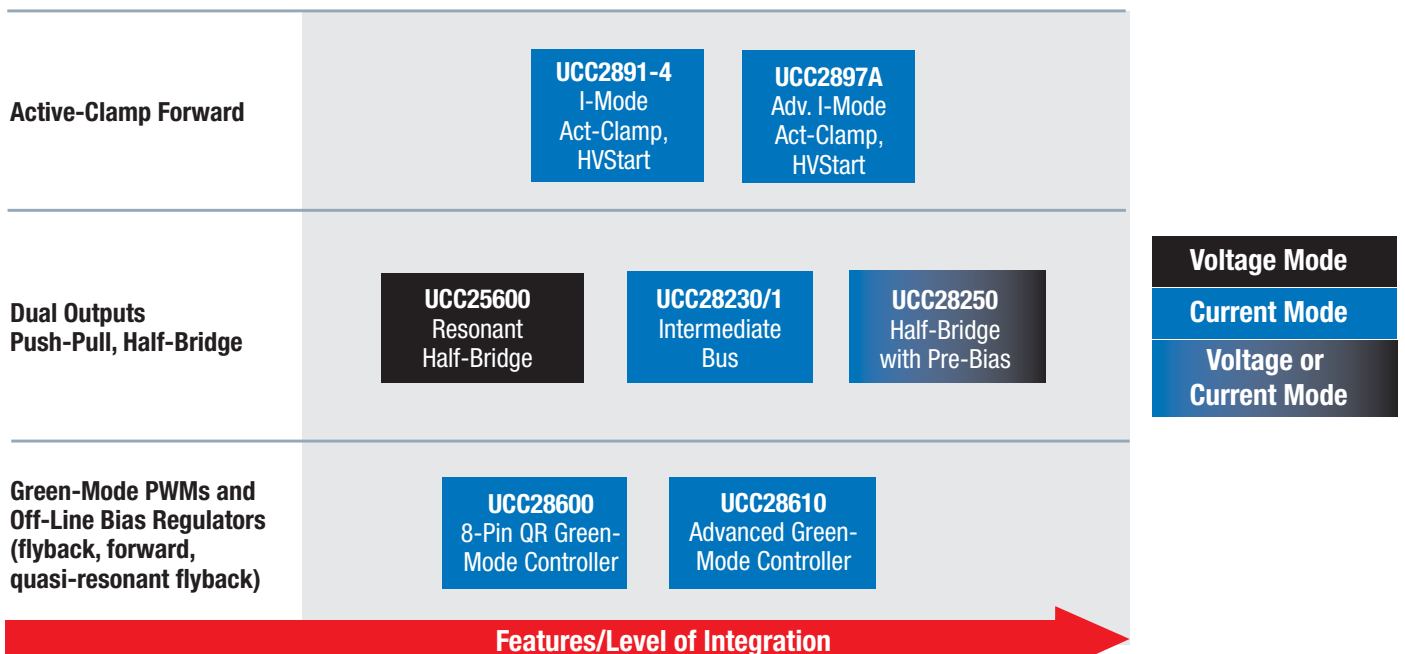 Active-Clamp Forward
UCC2891-4
I-Mode
Act-Clamp,
HVStart
UCC2897A
Adv. I-Mode
Act-Clamp,
HVStart
Dual Outputs
Push-Pull, Half-Bridge
UCC25600
Resonant
Half-Bridge
UCC28230/1
Intermediate
Bus
UCC28250
Half-Bridge
with Pre-Bias
Voltage Mode
Current Mode
Voltage or
Current Mode
Green-Mode PWMs and
Off-Line Bias Regulators
(flyback, forward,
quasi-resonant flyback)
UCC28600
8-Pin QR Green-
Mode Controller
UCC28610
Advanced Green-
Mode Controller
Features/Level of Integration